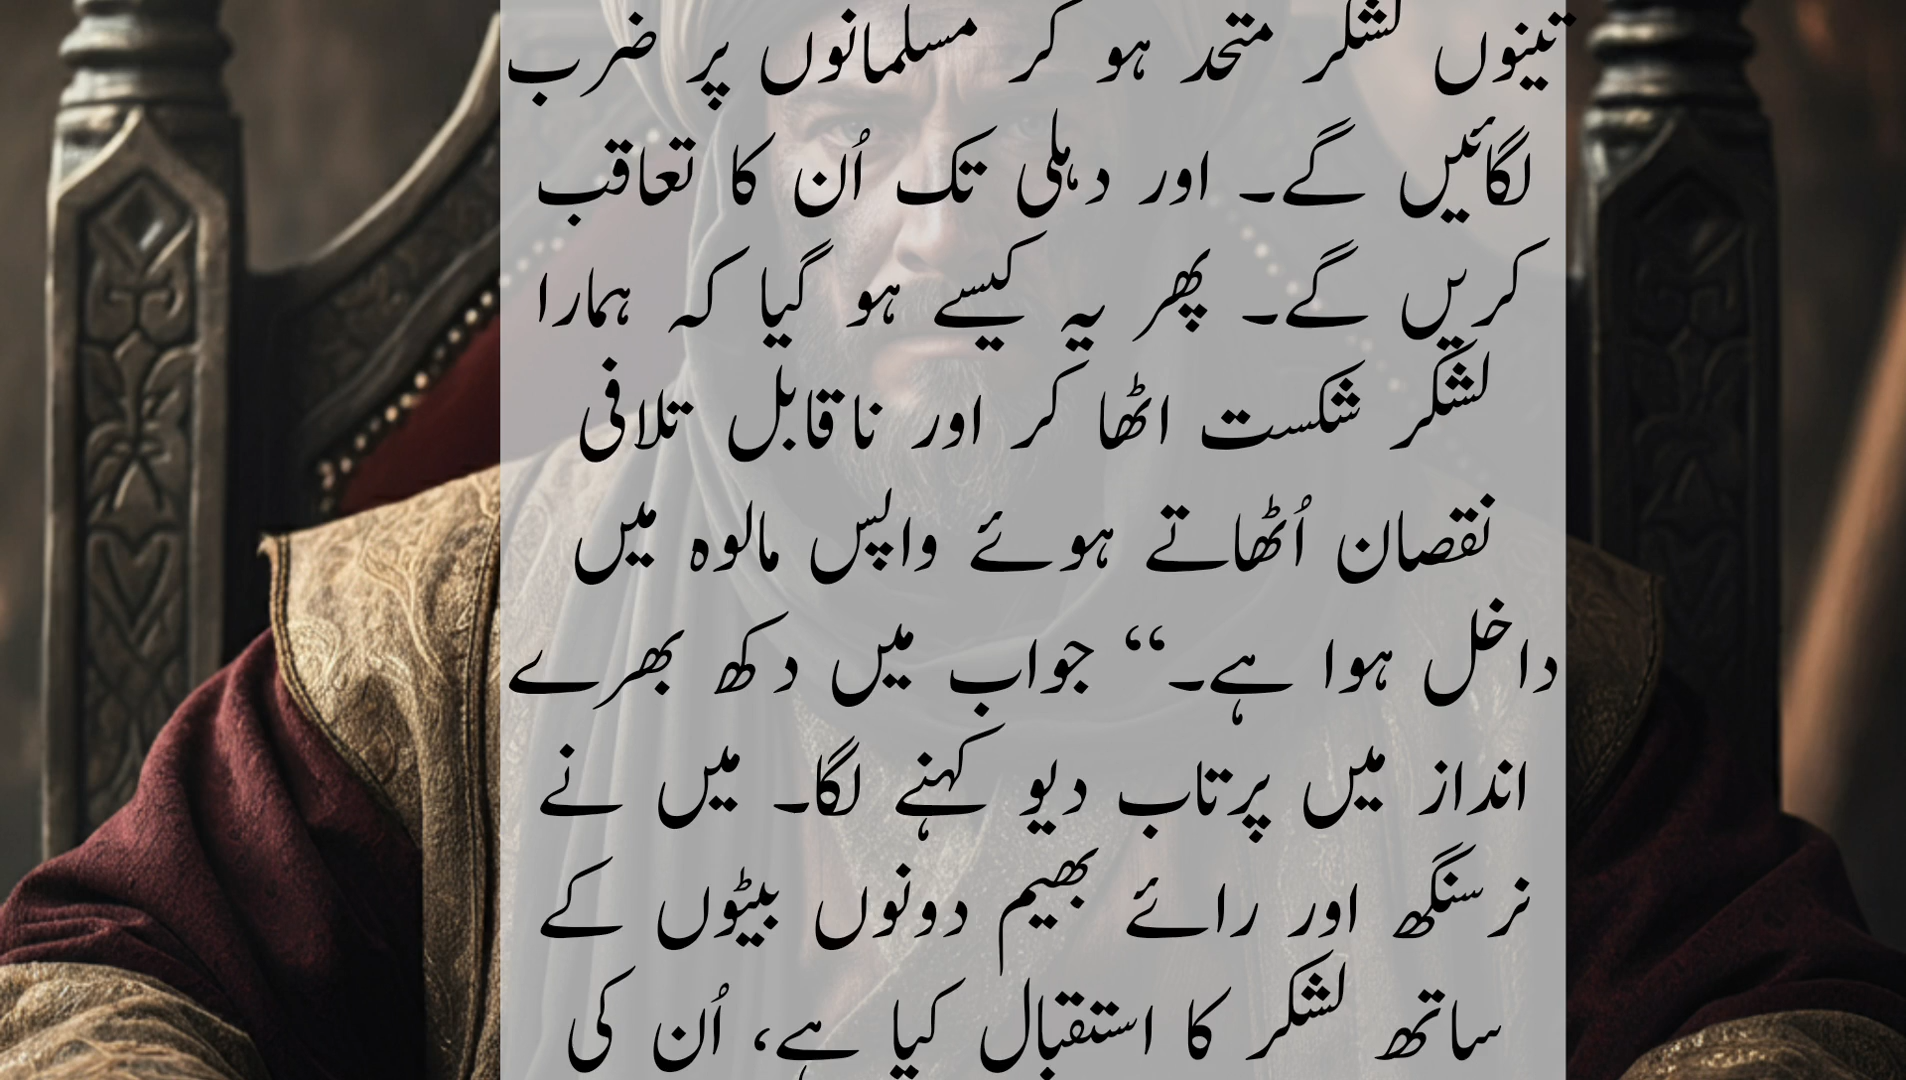 تینوں لشکر متحد ہو کر مسلمانوں پر ضرب
لگائیں گے۔ اور دہلی تک اُن کا تعاقب
کریں گے۔ پھر یہ کیسے ہو گیا کہ ہمارا
لشکر شکست اٹھا کر اور ناقابل تلافی
نقصان اُٹھاتے ہوئے واپس مالوہ میں
داخل ہوا ہے۔‘‘ جواب میں دکھ بھرے
انداز میں پرتاب دیو کہنے لگا۔ میں نے
نرسنگھ اور رائے بھیم دونوں بیٹوں کے
ساتھ لشکر کا استقبال کیا ہے، اُن کی